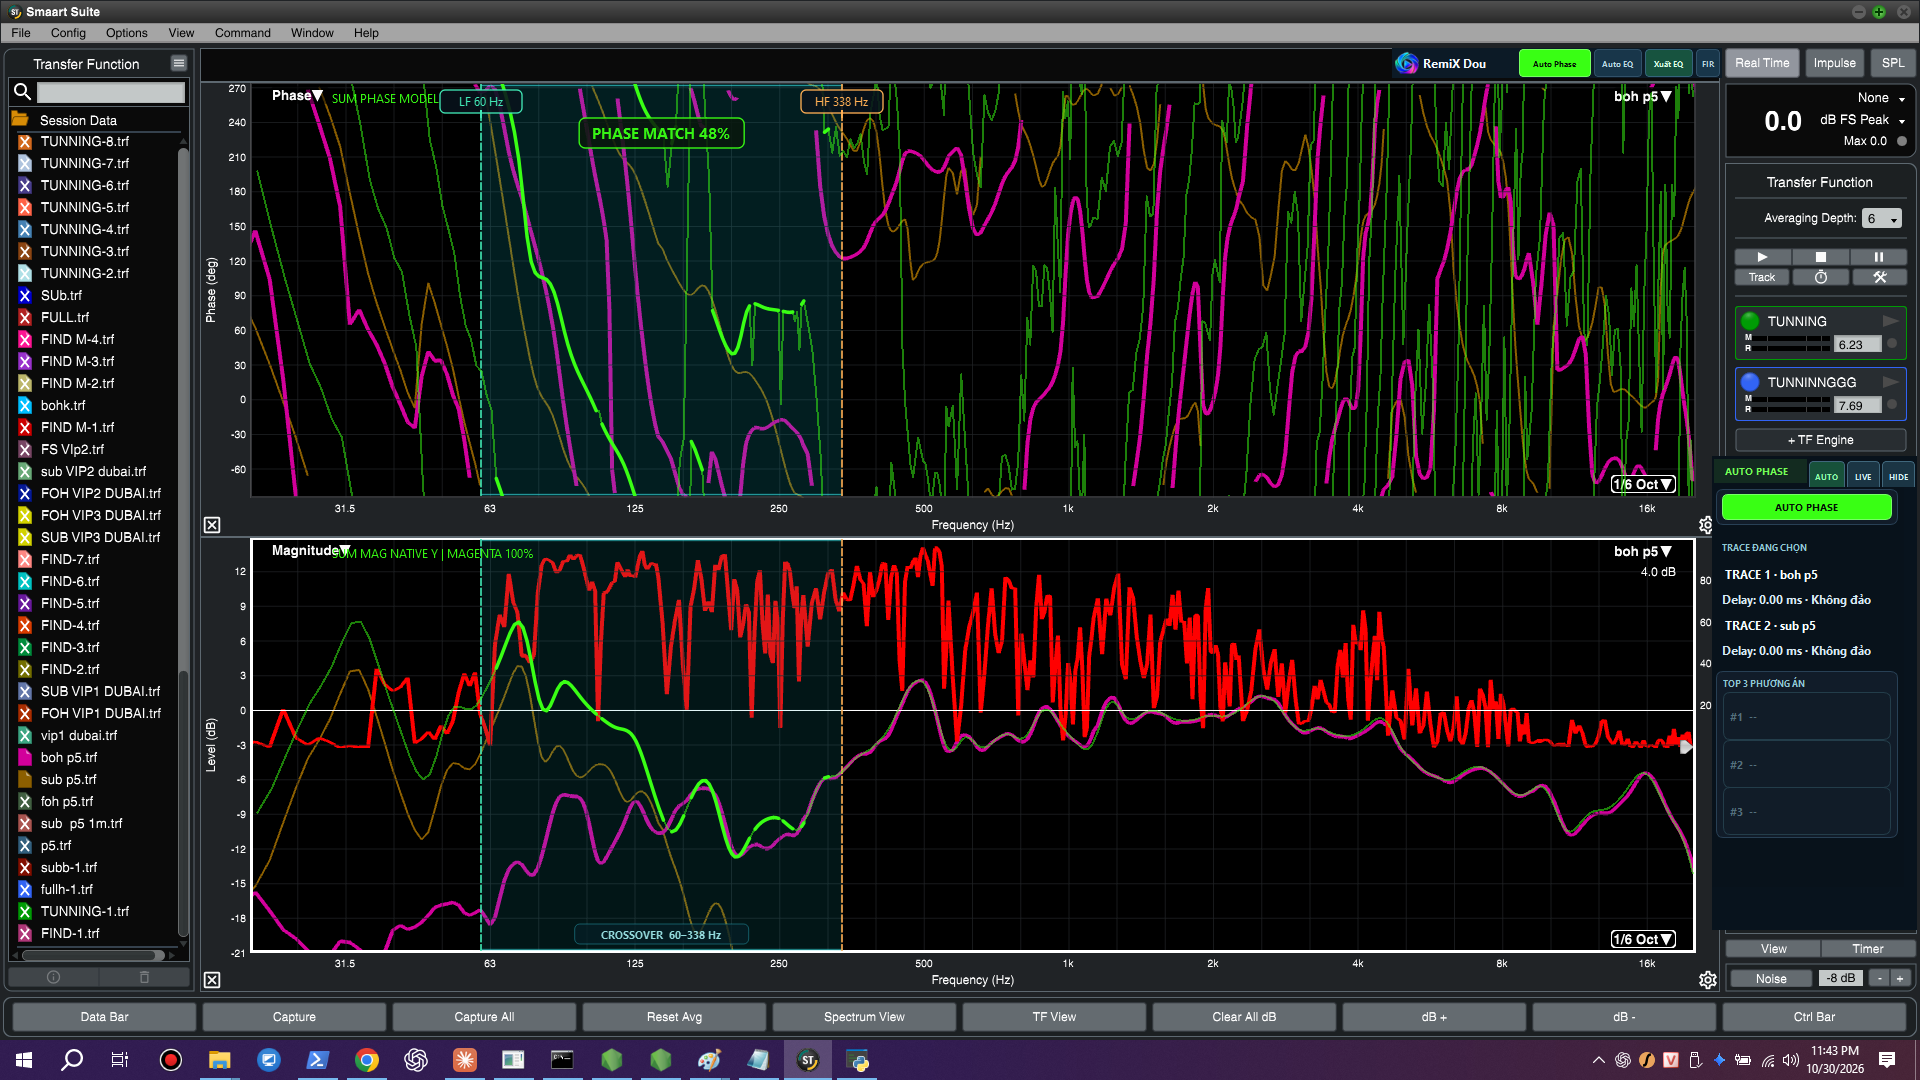 Smaart Suite
File Config Options View Command Window Help
Transfer Function
Session Data
TUNNING-8.trf
TUNNING-7.trf
TUNNING-6.trf
TUNNING-5.trf
TUNNING-4.trf
TUNNING-3.trf
TUNNING-2.trf
SUb.trf
FULL.trf
FIND M-4.trf
FIND M-3.trf
FIND M-2.trf
bohk.trf
FIND M-1.trf
FS VIp2.trf
sub VIP2 dubai.trf
FOH VIP2 DUBAI.trf
FOH VIP3 DUBAI.trf
SUB VIP3 DUBAI.trf
FIND-7.trf
FIND-6.trf
FIND-5.trf
FIND-4.trf
FIND-3.trf
FIND-2.trf
SUB VIP1 DUBAI.trf
FOH VIP1 DUBAI.trf
vip1 dubai.trf
boh p5.trf
sub p5.trf
foh p5.trf
sub p5 1m.trf
p5.trf
subb-1.trf
fullh-1.trf
TUNNING-1.trf
FIND-1.trf
RemiX Dou
Auto Phase
Auto EQ
Xuất EQ
FIR
Phase▼
SUM PHASE MODEL
LF 60 Hz
HF 338 Hz
PHASE MATCH 48%
boh p5▼
Phase (deg)
270
240
210
180
150
120
90
60
30
0
-30
-60
1/6 Oct▼
31.5 63 125 250 500 1k 2k 4k 8k 16k
Frequency (Hz)
Magnitude▼
SUM MAG NATIVE Y | MAGENTA 100%
boh p5▼
4.0 dB
Level (dB)
12
9
6
3
0
-3
-6
-9
-12
-15
-18
-21
80
60
40
20
CROSSOVER 60–338 Hz
1/6 Oct▼
31.5 63 125 250 500 1k 2k 4k 8k 16k
Frequency (Hz)
Real Time Impulse SPL
None
0.0 dB FS Peak
Max 0.0
Transfer Function
Averaging Depth: 6
Track
TUNNING
M
R
6.23
TUNNINNGGG
M
R
7.69
+ TF Engine
AUTO PHASE
AUTO
LIVE
HIDE
AUTO PHASE
TRACE ĐANG CHỌN
TRACE 1 · boh p5
Delay: 0.00 ms · Không đảo
TRACE 2 · sub p5
Delay: 0.00 ms · Không đảo
TOP 3 PHƯƠNG ÁN
#1 --
#2 --
#3 --
View Timer
Noise -8 dB - +
Data Bar Capture Capture All Reset Avg Spectrum View TF View Clear All dB dB + dB - Ctrl Bar
11:43 PM
10/30/2026